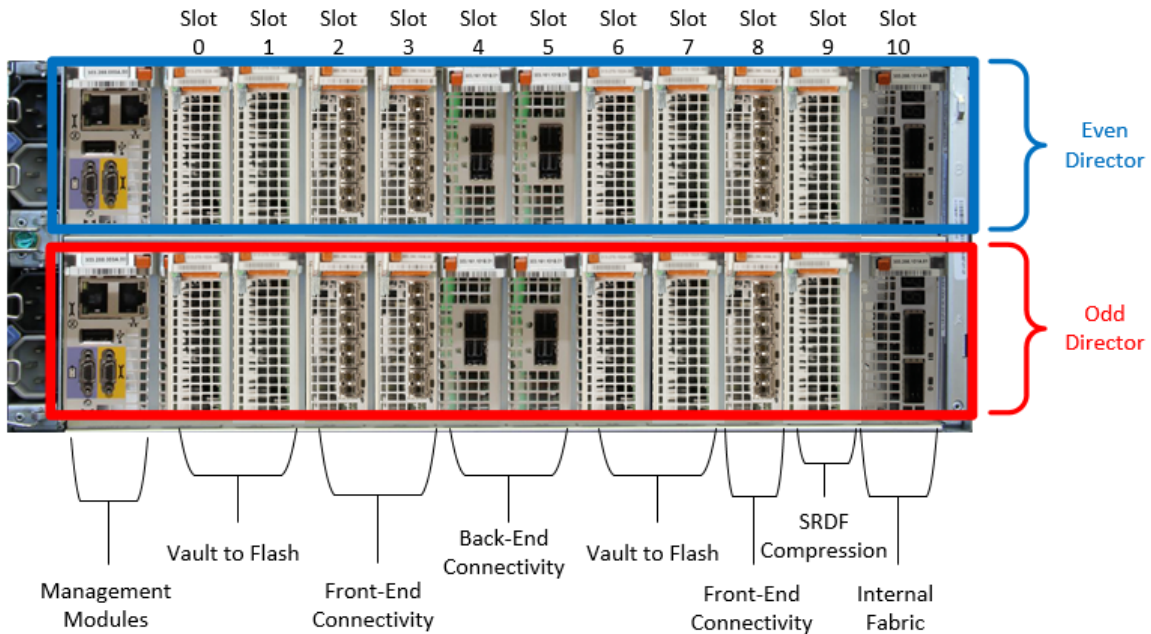 Slot Slot Slot Slot Slot Slot Slot Slot Slot Slot Slot
0 1 2 3 4 5 6 7 8 9 10
Even
Director
Odd
Director
Vault to Flash
Back-End
Connectivity
Vault to Flash
SRDF
Compression
Management
Modules
Front-End
Connectivity
Front-End
Connectivity
Internal
Fabric